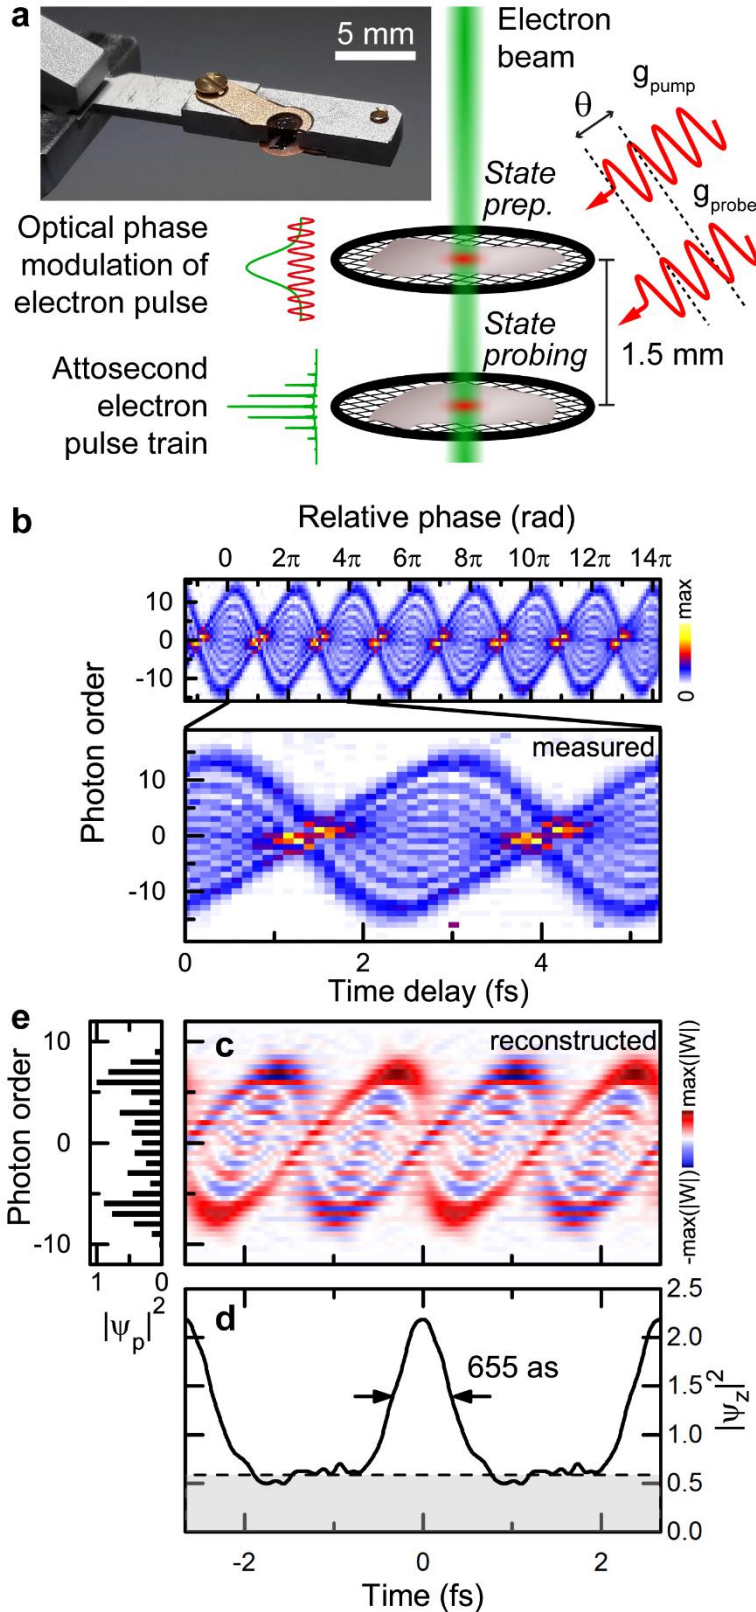 a
5 mm
Electron
beam
g_pump
θ
State
prep.
g_probe
Optical phase
modulation of
electron pulse
State
probing
1.5 mm
Attosecond
electron
pulse train
b
Relative phase (rad)
0 2π 4π 6π 8π 10π 12π 14π
10
0
-10
0 max
Photon order
measured
10
0
-10
0 2 4
Time delay (fs)
e
c
reconstructed
10
0
-10
Photon order
-max(|W|) max(|W|)
1 0
|ψ_p|²
d
655 as
2.5
2.0
1.5
1.0
0.5
0.0
|ψ_z|²
-2 0 2
Time (fs)